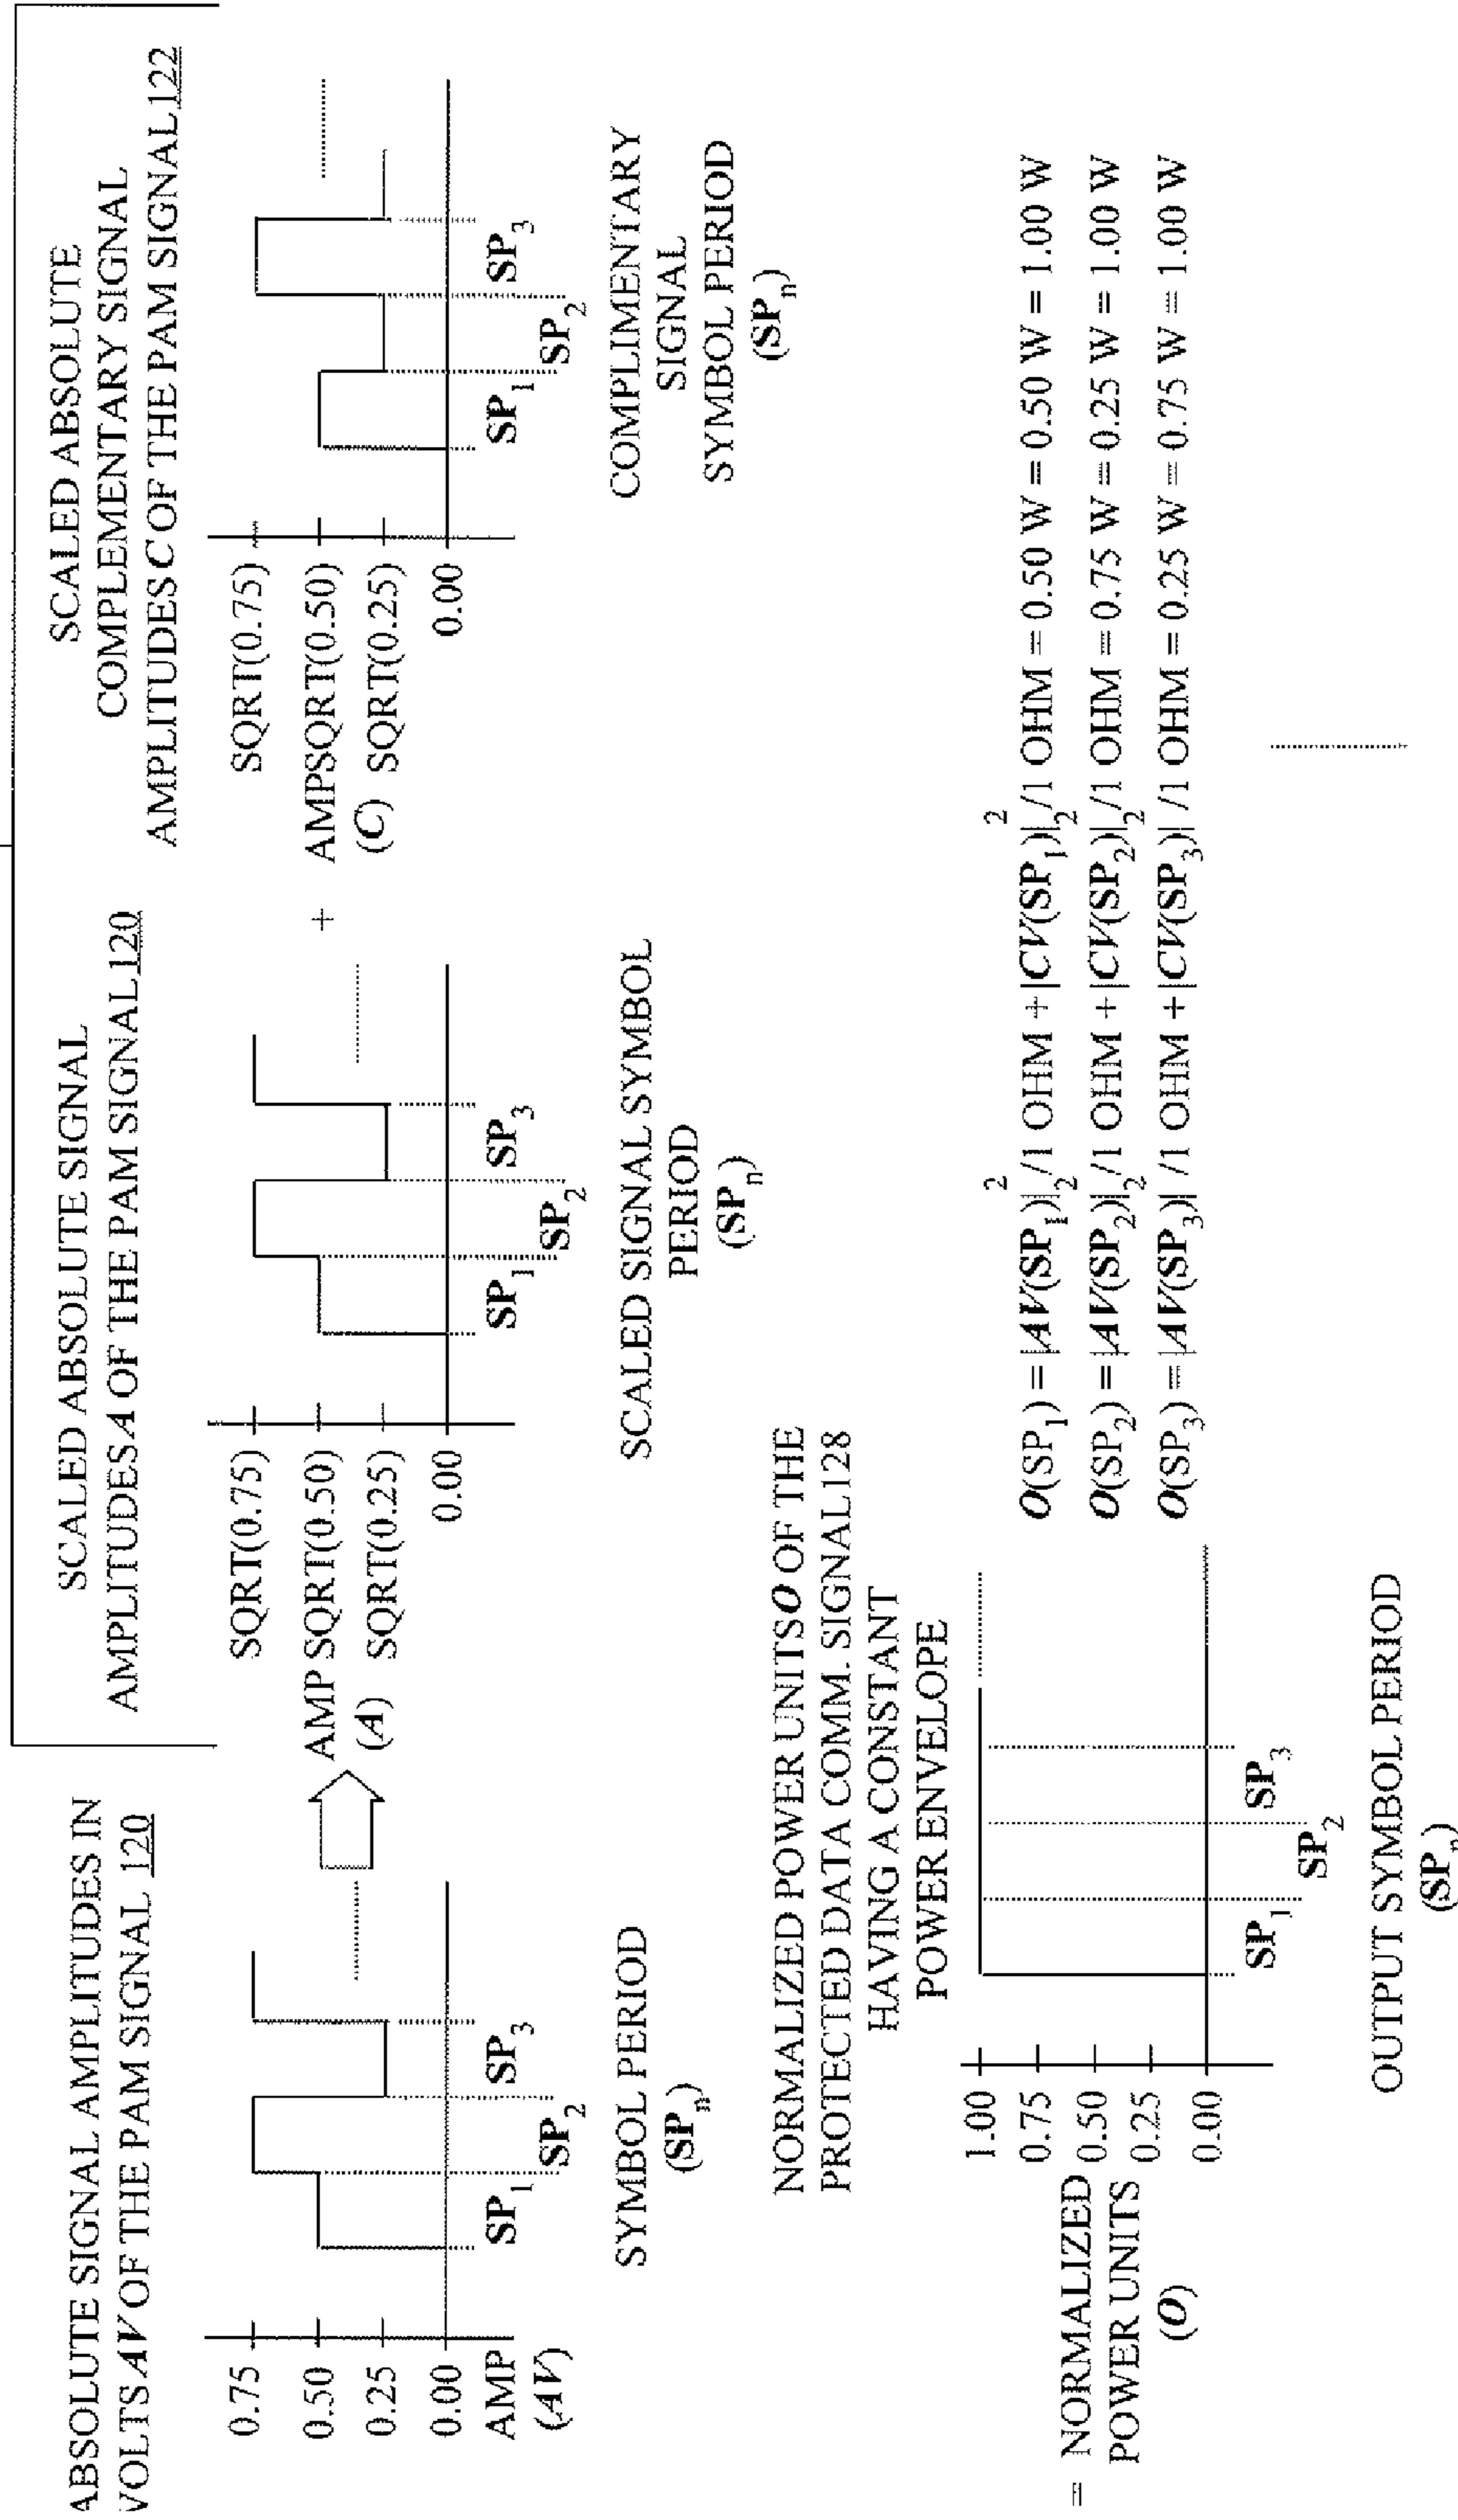 ABSOLUTE SIGNAL AMPLITUDES IN
VOLTS AV OF THE PAM SIGNAL 120
0.75
0.50
0.25
0.00
AMP
(AV)
SP1
SP2
SP3
SYMBOL PERIOD
(SPn)
SCALED ABSOLUTE SIGNAL
AMPLITUDES A OF THE PAM SIGNAL 120
SQRT(0.75)
AMP SQRT(0.50)
(A) SQRT(0.25)
0.00
SP1
SP2
SP3
SCALED SIGNAL SYMBOL
PERIOD
(SPn)
+
SCALED ABSOLUTE
COMPLEMENTARY SIGNAL
AMPLITUDES C OF THE PAM SIGNAL 122
SQRT(0.75)
AMPSQRT(0.50)
(C) SQRT(0.25)
0.00
SP1
SP2
SP3
COMPLIMENTARY
SIGNAL
SYMBOL PERIOD
(SPn)
NORMALIZED POWER UNITS O OF THE
PROTECTED DATA COMM. SIGNAL 128
HAVING A CONSTANT
POWER ENVELOPE
= NORMALIZED
POWER UNITS
(O)
1.00
0.75
0.50
0.25
0.00
SP1
SP2
SP3
OUTPUT SYMBOL PERIOD
(SPn)
O(SP1) = |AV(SP1)|2/1 OHM + |CV(SP1)|2/1 OHM = 0.50 W = 0.50 W = 1.00 W
O(SP2) = |AV(SP2)|2/1 OHM + |CV(SP2)|2/1 OHM = 0.75 W = 0.25 W = 1.00 W
O(SP3) = |AV(SP3)|2/1 OHM + |CV(SP3)|2/1 OHM = 0.25 W = 0.75 W = 1.00 W